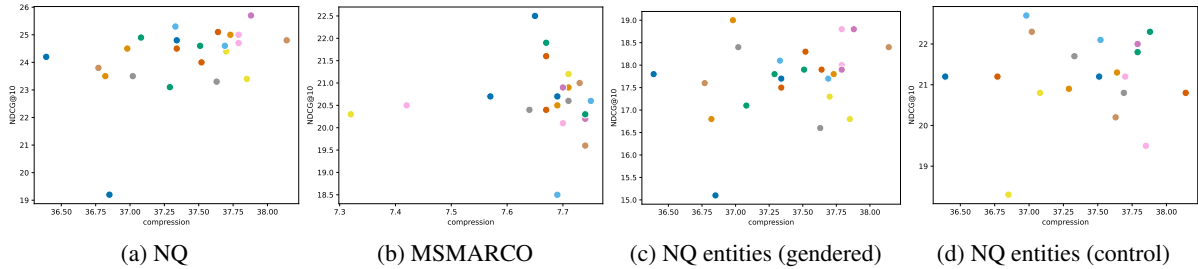 26
25
24
23
22
21
20
19
NDCG@10
36.50 36.75 37.00 37.25 37.50 37.75 38.00
compression
(a) NQ
22.5
22.0
21.5
21.0
20.5
20.0
19.5
19.0
18.5
NDCG@10
7.3 7.4 7.5 7.6 7.7
compression
(b) MSMARCO
19.0
18.5
18.0
17.5
17.0
16.5
16.0
15.5
15.0
NDCG@10
36.50 36.75 37.00 37.25 37.50 37.75 38.00
compression
(c) NQ entities (gendered)
22
21
20
19
18
NDCG@10
36.50 36.75 37.00 37.25 37.50 37.75 38.00
compression
(d) NQ entities (control)